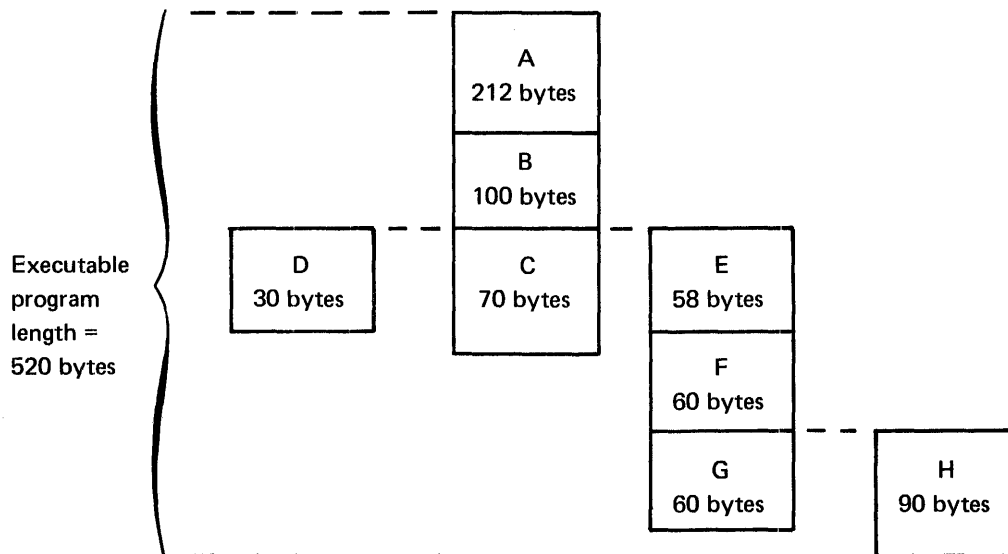 A
212 bytes
B
100 bytes
Executable
program
length =
520 bytes
D
30 bytes
C
70 bytes
E
58 bytes
F
60 bytes
G
60 bytes
H
90 bytes